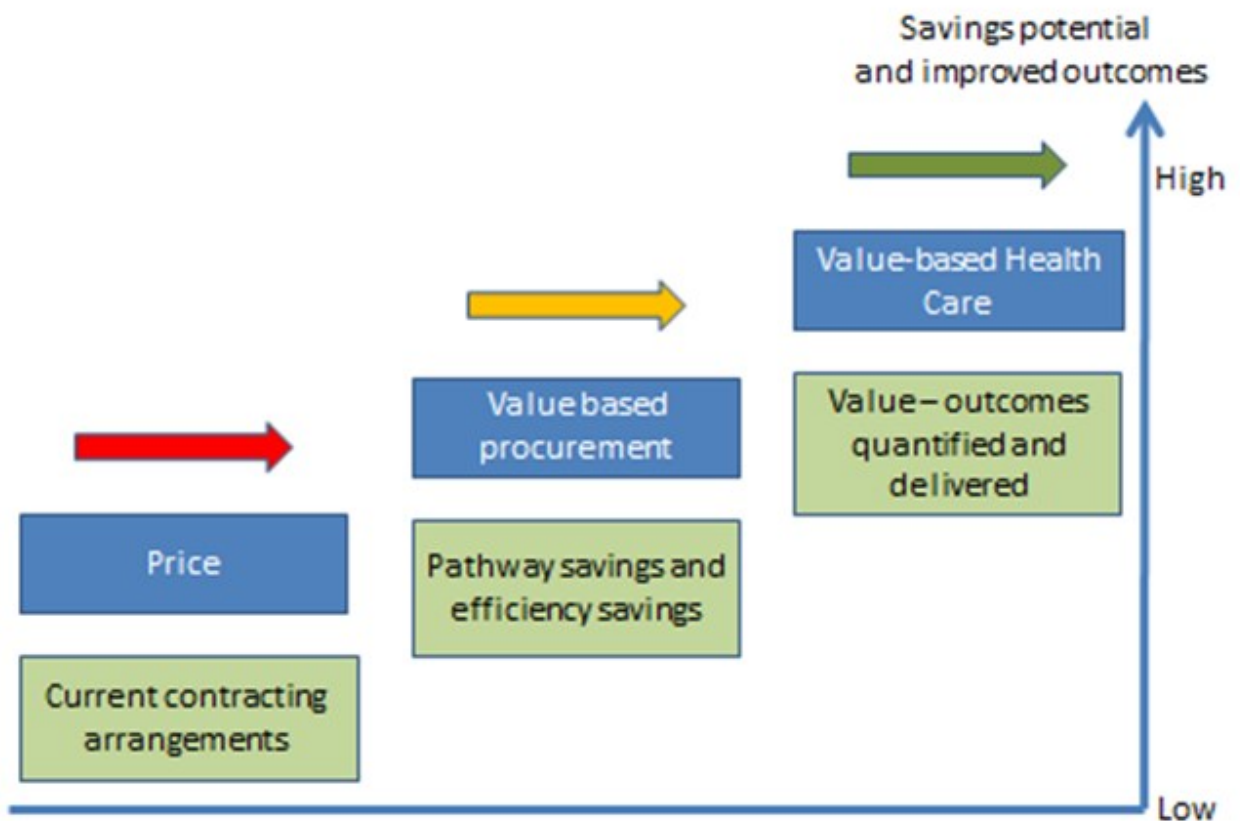 Savings potential
and improved outcomes
High
Value-based Health
Care
Value based
procurement
Value – outcomes
quantified and
delivered
Price
Pathway savings and
efficiency savings
Current contracting
arrangements
Low